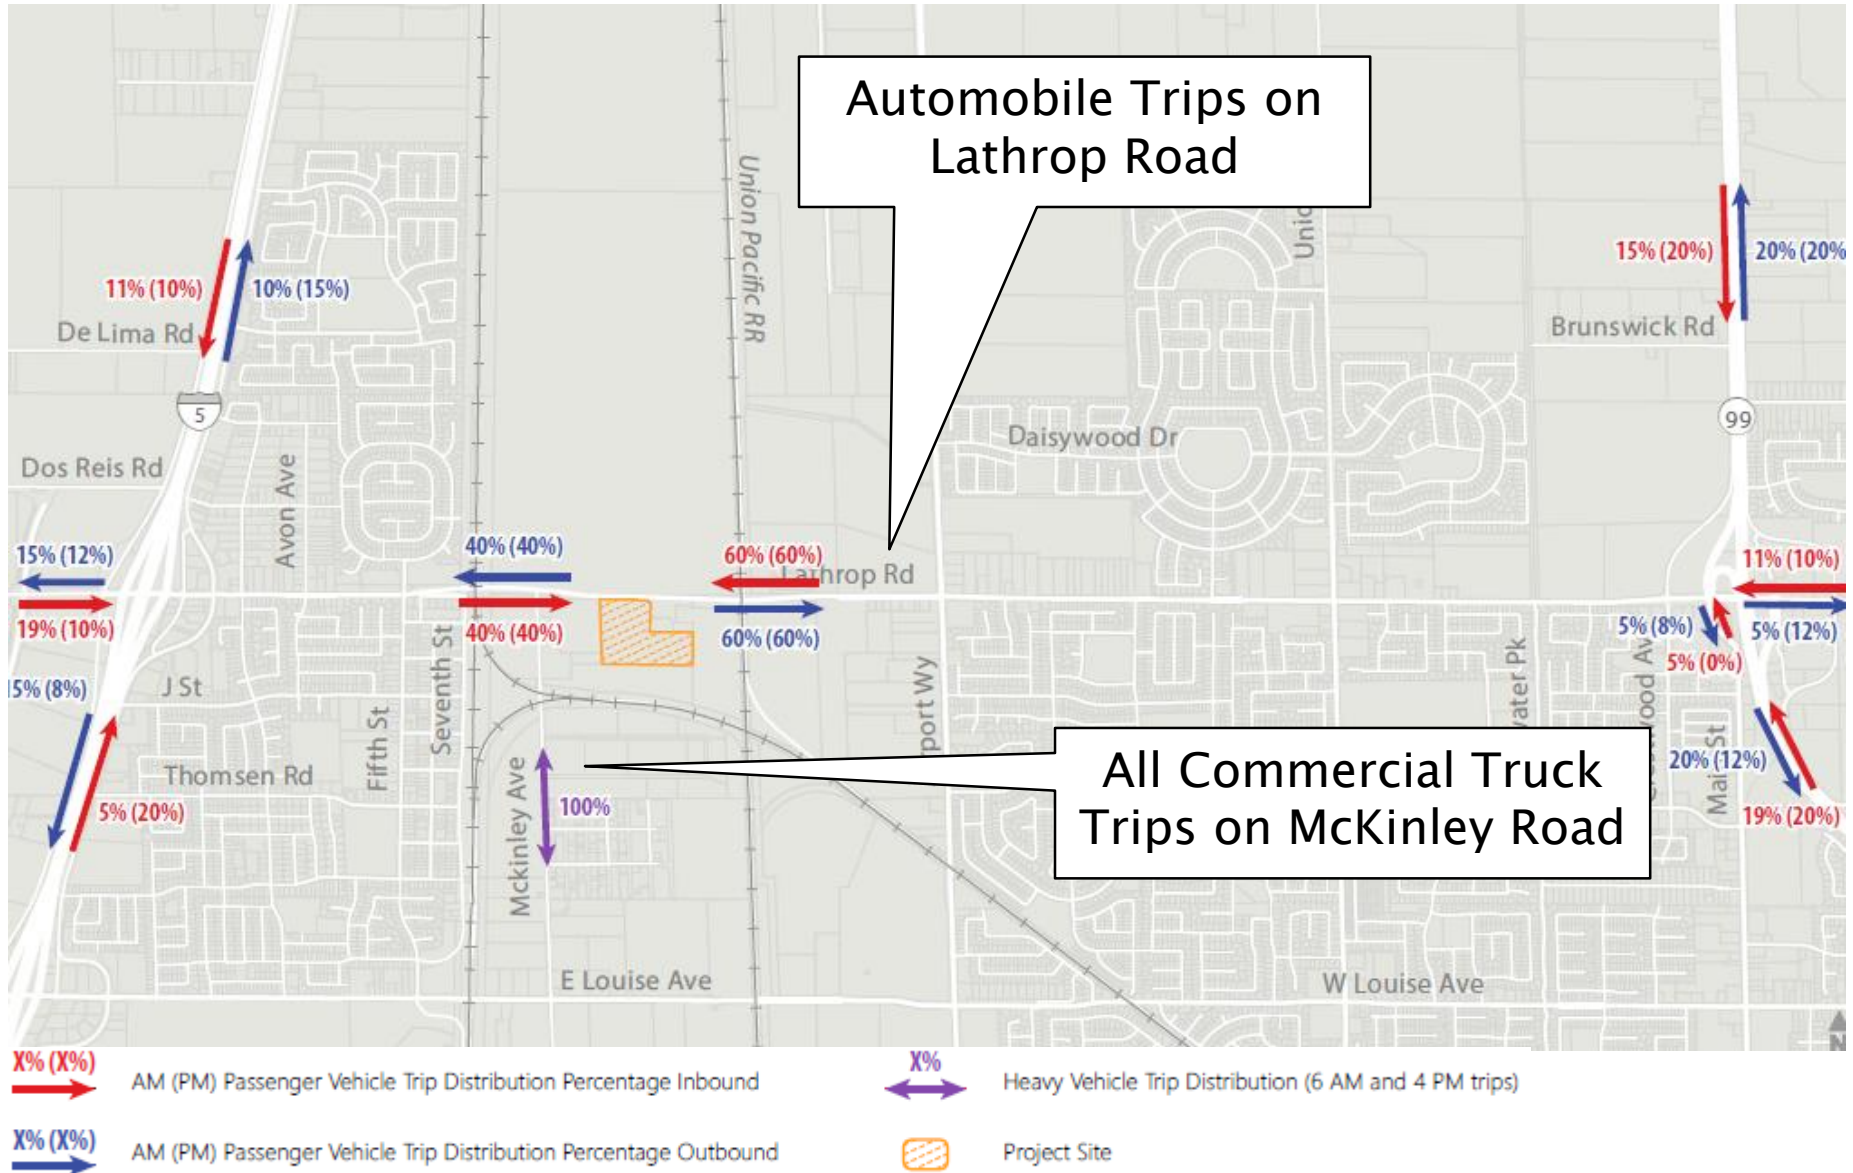 Automobile Trips on
Lathrop Road
Union Pacific RR
15% (20%)
20% (20%
11% (10%)
10% (15%)
De Lima Rd
Brunswick Rd
5
99
Daisywood Dr
Dos Reis Rd
Avon Ave
15% (12%)
40% (40%)
60% (60%)
11% (10%)
Lathrop Rd
19% (10%)
40% (40%)
60% (60%)
5% (8%)
5% (12%)
5% (0%)
Seventh St
J St
15% (8%)
Fifth St
Main St
All Commercial Truck
Trips on McKinley Road
20% (12%)
Thomsen Rd
Mckinley Ave
100%
5% (20%)
19% (20%)
E Louise Ave
W Louise Ave
N
X% (X%)
AM (PM) Passenger Vehicle Trip Distribution Percentage Inbound
X%
Heavy Vehicle Trip Distribution (6 AM and 4 PM trips)
X% (X%)
AM (PM) Passenger Vehicle Trip Distribution Percentage Outbound
Project Site